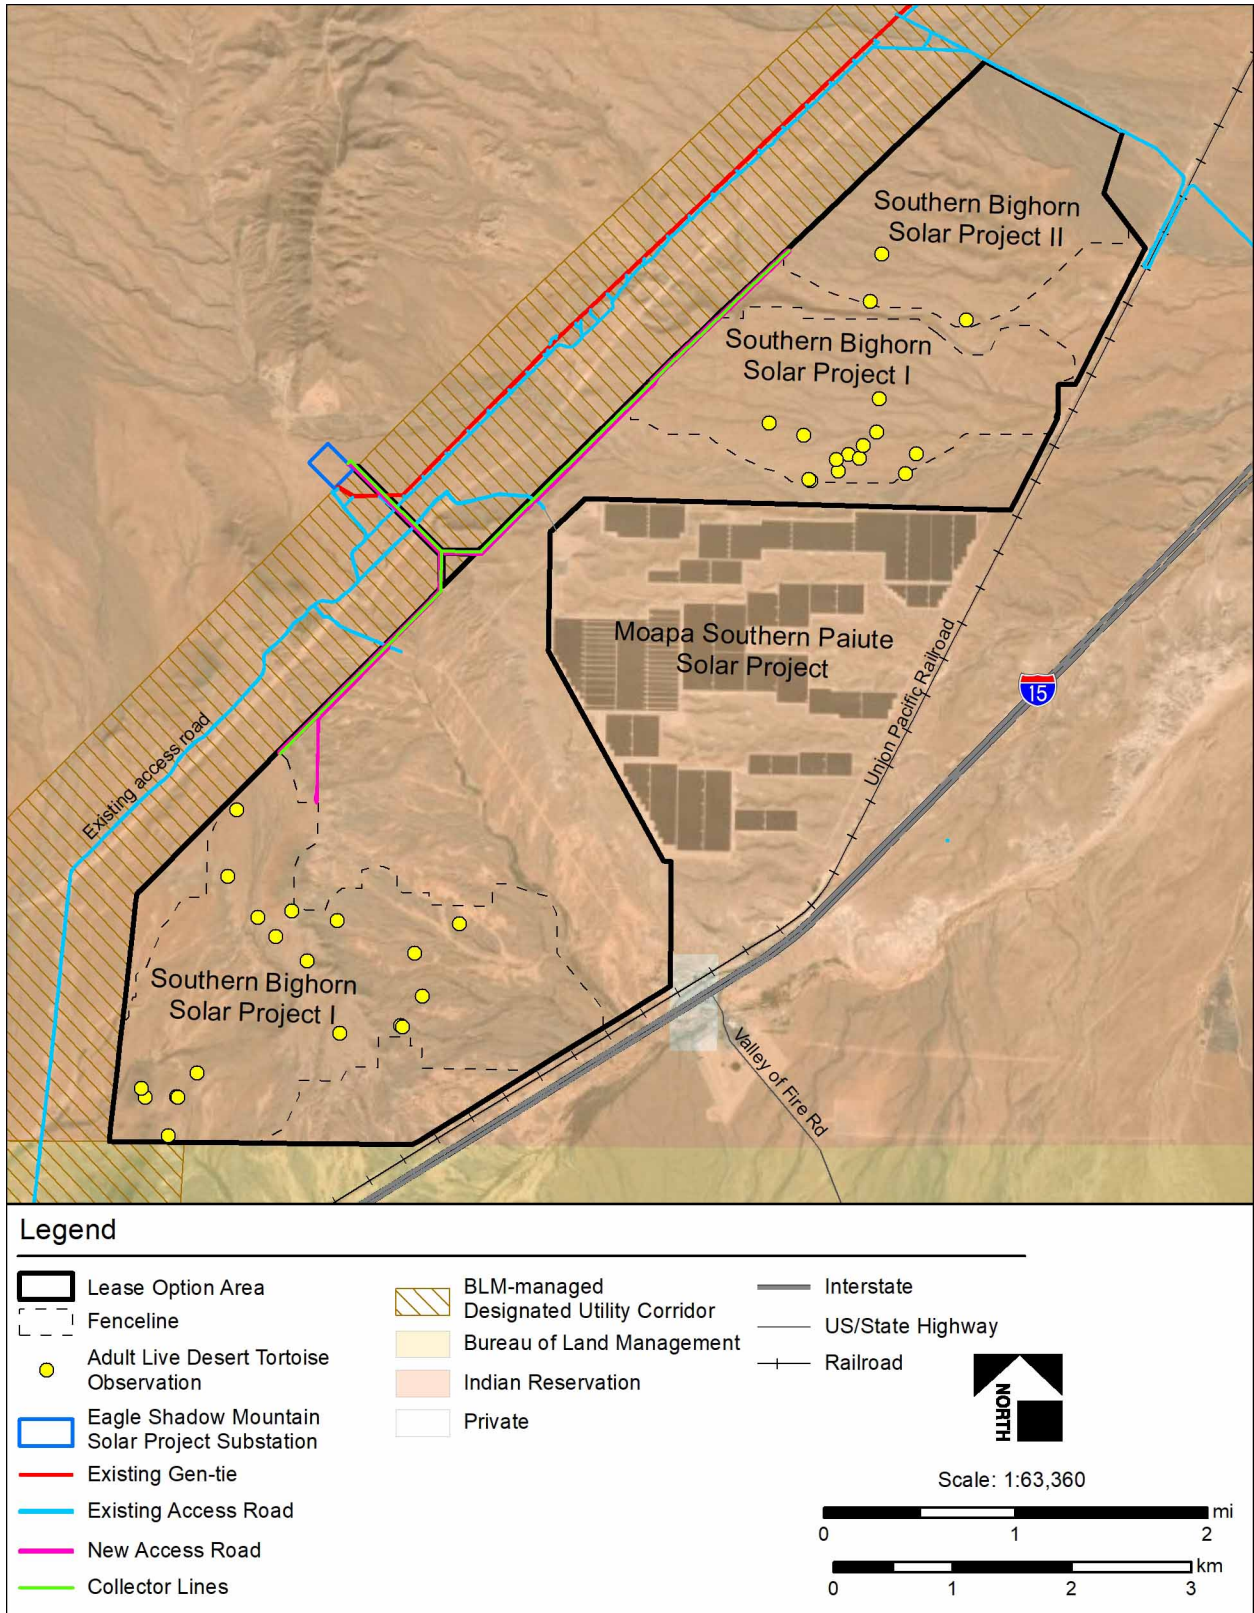 Southern Bighorn
Solar Project II
Southern Bighorn
Solar Project I
Moapa Southern Paiute
Solar Project
Union Pacific Railroad
15
Existing access road
Southern Bighorn
Solar Project I
Valley of Fire Rd
Legend
Lease Option Area
Fenceline
Adult Live Desert Tortoise
Observation
Eagle Shadow Mountain
Solar Project Substation
Existing Gen-tie
Existing Access Road
New Access Road
Collector Lines
BLM-managed
Designated Utility Corridor
Bureau of Land Management
Indian Reservation
Private
Interstate
US/State Highway
Railroad
NORTH
Scale: 1:63,360
mi
0 1 2
km
0 1 2 3